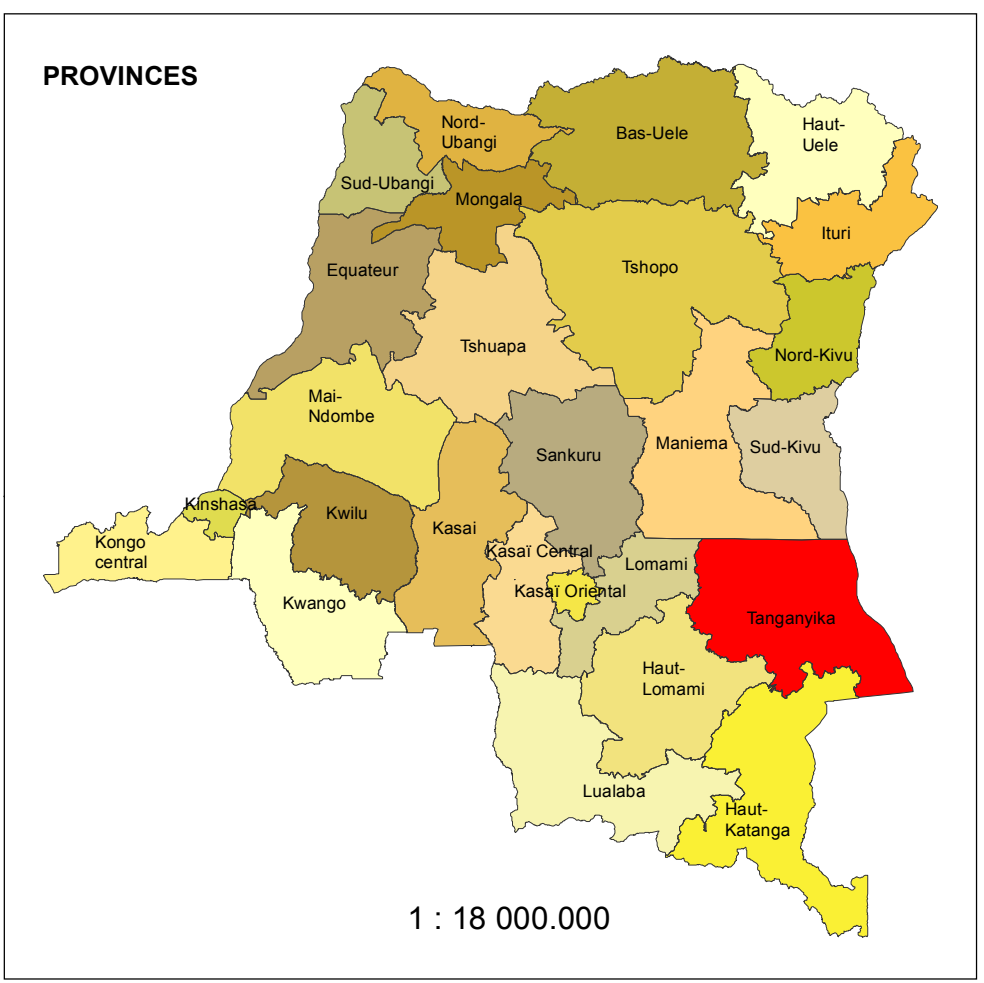 PROVINCES
Nord-
Ubangi
Bas-Uele
Haut-
Uele
Sud-Ubangi
Mongala
Ituri
Equateur
Tshopo
Tshuapa
Nord-Kivu
Mai-
Ndombe
Sankuru
Maniema
Sud-Kivu
Kinshasa
Kwilu
Kasai
Kongo
central
Kasaï Central
Lomami
Kasaï Oriental
Kwango
Tanganyika
Haut-
Lomami
Lualaba
Haut-
Katanga
1 : 18 000.000